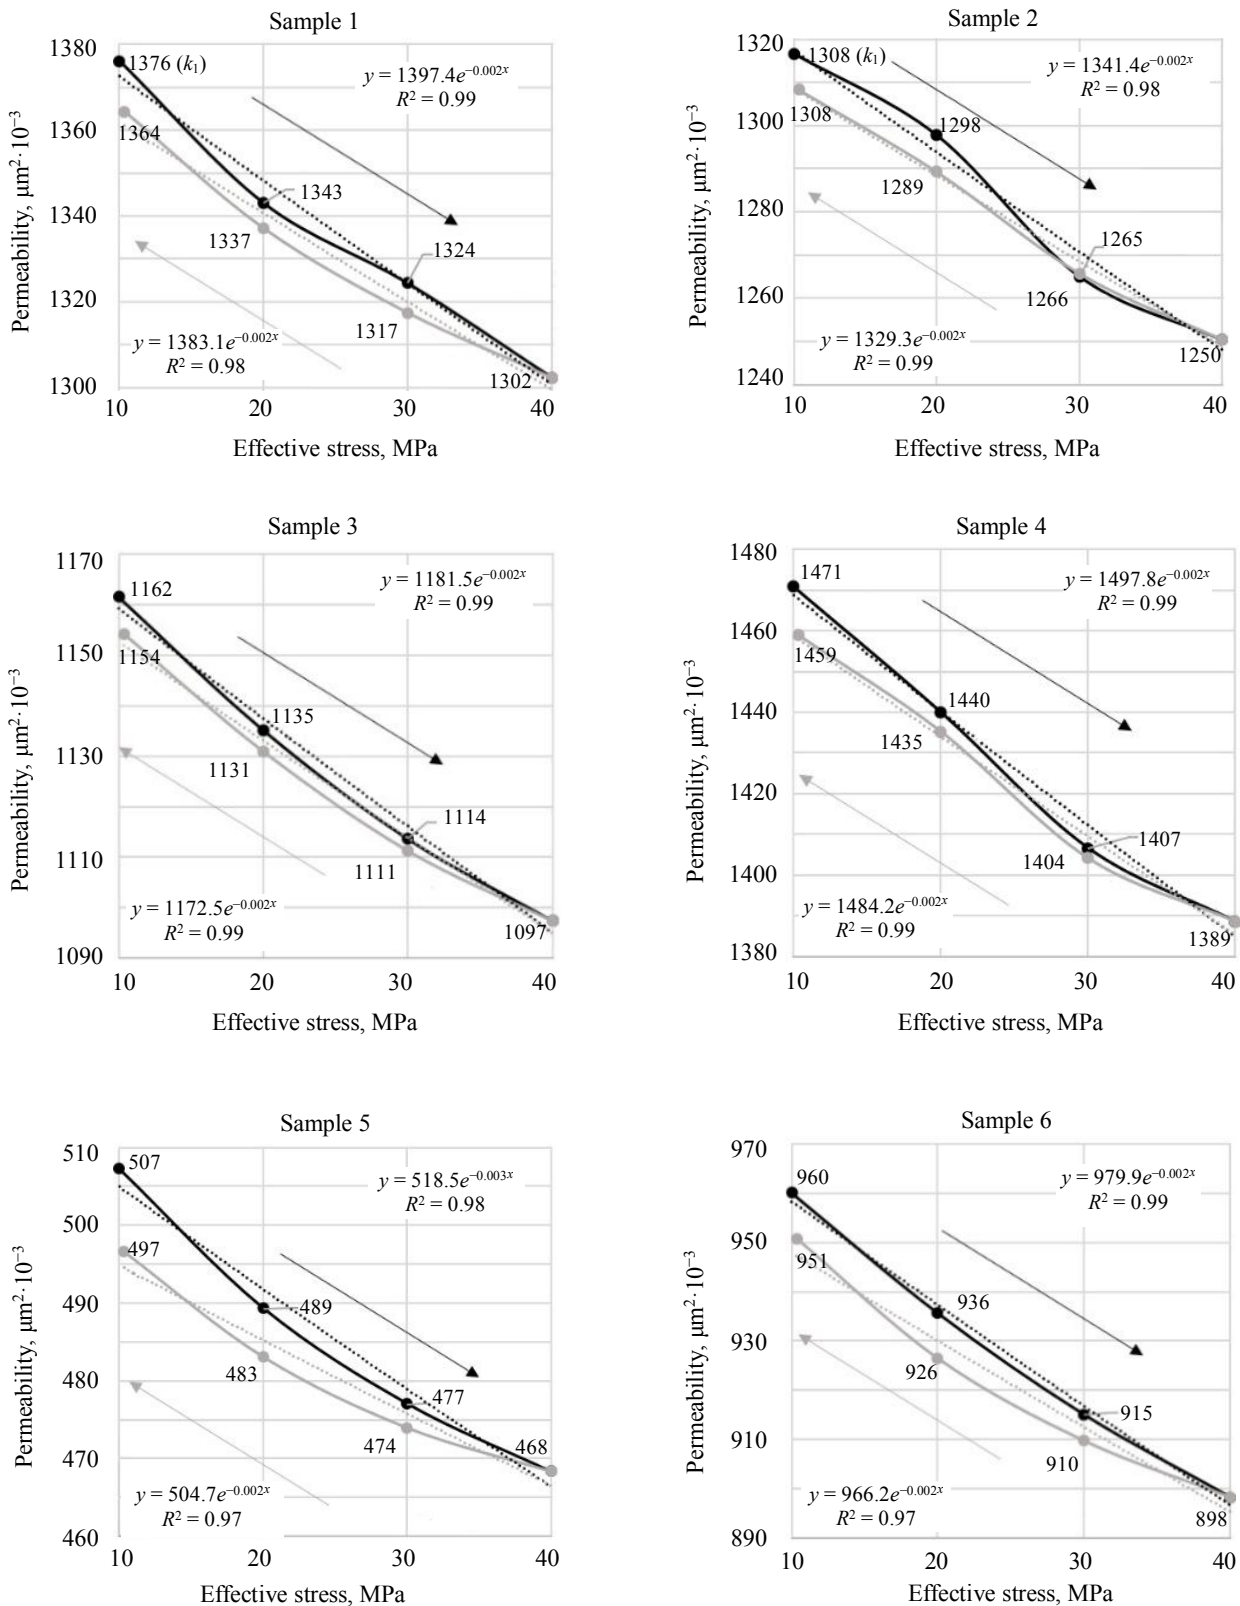 Sample 1
Permeability, μm²·10⁻³
1380
1360
1340
1320
1300
1376 (k₁)
1364
1343
1337
1324
1317
1302
y = 1397.4e⁻⁰·⁰⁰²ˣ
R² = 0.99
y = 1383.1e⁻⁰·⁰⁰²ˣ
R² = 0.98
10 20 30 40
Effective stress, MPa
Sample 2
Permeability, μm²·10⁻³
1320
1300
1280
1260
1240
1308 (k₁)
1308
1298
1289
1265
1266
1250
y = 1341.4e⁻⁰·⁰⁰²ˣ
R² = 0.98
y = 1329.3e⁻⁰·⁰⁰²ˣ
R² = 0.99
10 20 30 40
Effective stress, MPa
Sample 3
Permeability, μm²·10⁻³
1170
1150
1130
1110
1090
1162
1154
1135
1131
1114
1111
1097
y = 1181.5e⁻⁰·⁰⁰²ˣ
R² = 0.99
y = 1172.5e⁻⁰·⁰⁰²ˣ
R² = 0.99
10 20 30 40
Effective stress, MPa
Sample 4
Permeability, μm²·10⁻³
1480
1460
1440
1420
1400
1380
1471
1459
1440
1435
1407
1404
1389
y = 1497.8e⁻⁰·⁰⁰²ˣ
R² = 0.99
y = 1484.2e⁻⁰·⁰⁰²ˣ
R² = 0.99
10 20 30 40
Effective stress, MPa
Sample 5
Permeability, μm²·10⁻³
510
500
490
480
470
460
507
497
489
483
477
474
468
y = 518.5e⁻⁰·⁰⁰³ˣ
R² = 0.98
y = 504.7e⁻⁰·⁰⁰²ˣ
R² = 0.97
10 20 30 40
Effective stress, MPa
Sample 6
Permeability, μm²·10⁻³
970
950
930
910
890
960
951
936
926
915
910
898
y = 979.9e⁻⁰·⁰⁰²ˣ
R² = 0.99
y = 966.2e⁻⁰·⁰⁰²ˣ
R² = 0.97
10 20 30 40
Effective stress, MPa